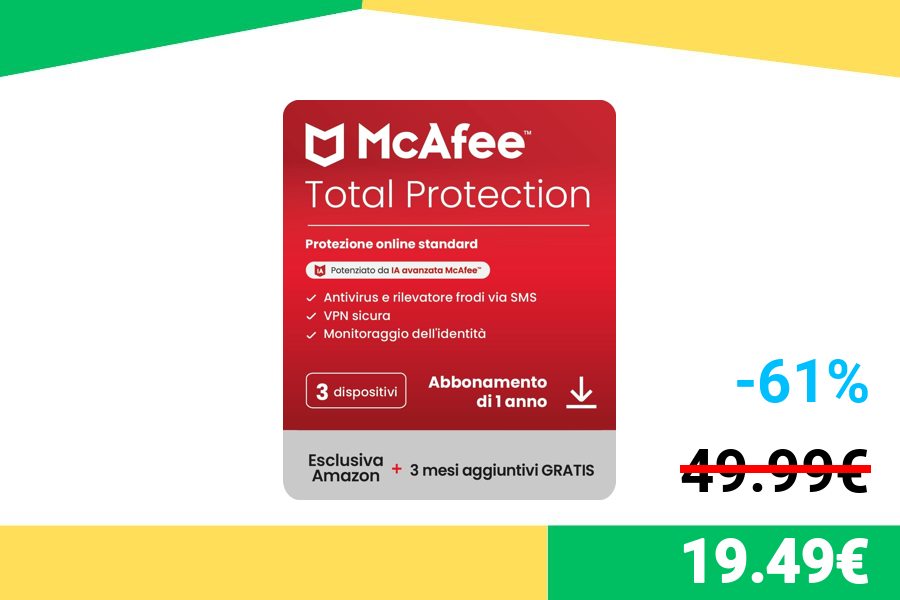 McAfee™
Total Protection
Protezione online standard
IA Potenziato da IA avanzata McAfee™
Antivirus e rilevatore frodi via SMS
VPN sicura
Monitoraggio dell'identità
3 dispositivi
Abbonamento
di 1 anno
Esclusiva
Amazon
+ 3 mesi aggiuntivi GRATIS
-61%
49.99€
19.49€